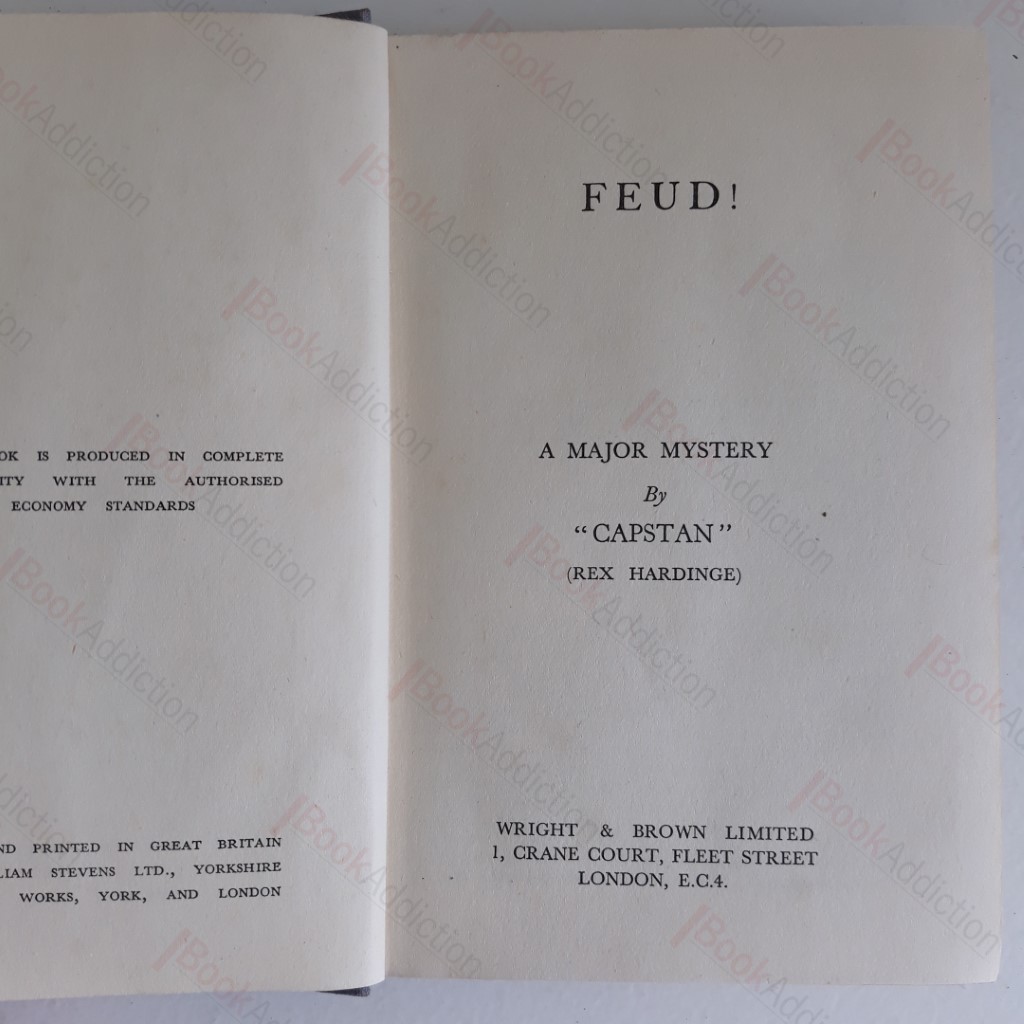 OK IS PRODUCED IN COMPLETE
ITY WITH THE AUTHORISED
ECONOMY STANDARDS
ND PRINTED IN GREAT BRITAIN
LIAM STEVENS LTD., YORKSHIRE
WORKS, YORK, AND LONDON
FEUD!
A MAJOR MYSTERY
By
“CAPSTAN”
(REX HARDINGE)
WRIGHT & BROWN LIMITED
1, CRANE COURT, FLEET STREET
LONDON, E.C.4.
BookAddiction